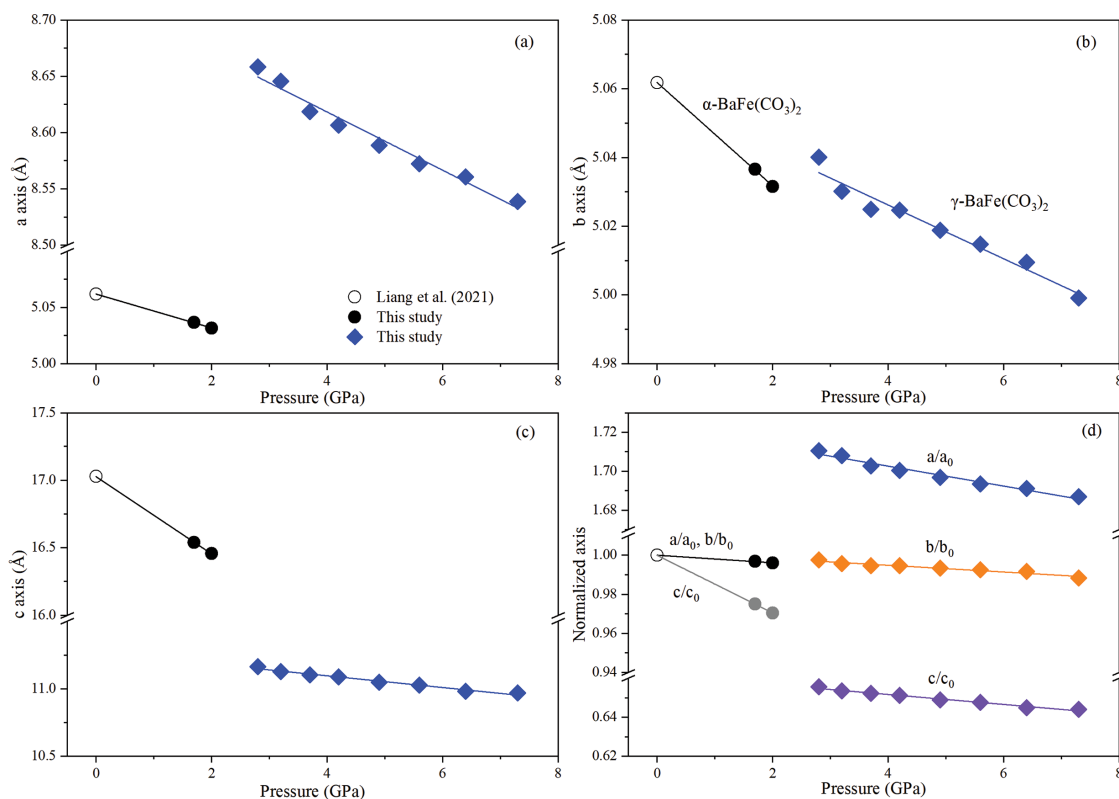 (a)
a axis (Å)
8.70
8.65
8.60
8.55
8.50
5.05
5.00
Liang et al. (2021)
This study
This study
0
2
4
6
8
Pressure (GPa)
(b)
b axis (Å)
5.08
5.06
5.04
5.02
5.00
4.98
α-BaFe(CO₃)₂
γ-BaFe(CO₃)₂
0
2
4
6
8
Pressure (GPa)
(c)
c axis (Å)
17.5
17.0
16.5
16.0
11.0
10.5
0
2
4
6
8
Pressure (GPa)
(d)
Normalized axis
1.72
1.70
1.68
1.00
0.98
0.96
0.94
0.64
0.62
a/a₀
a/a₀, b/b₀
b/b₀
c/c₀
c/c₀
0
2
4
6
8
Pressure (GPa)